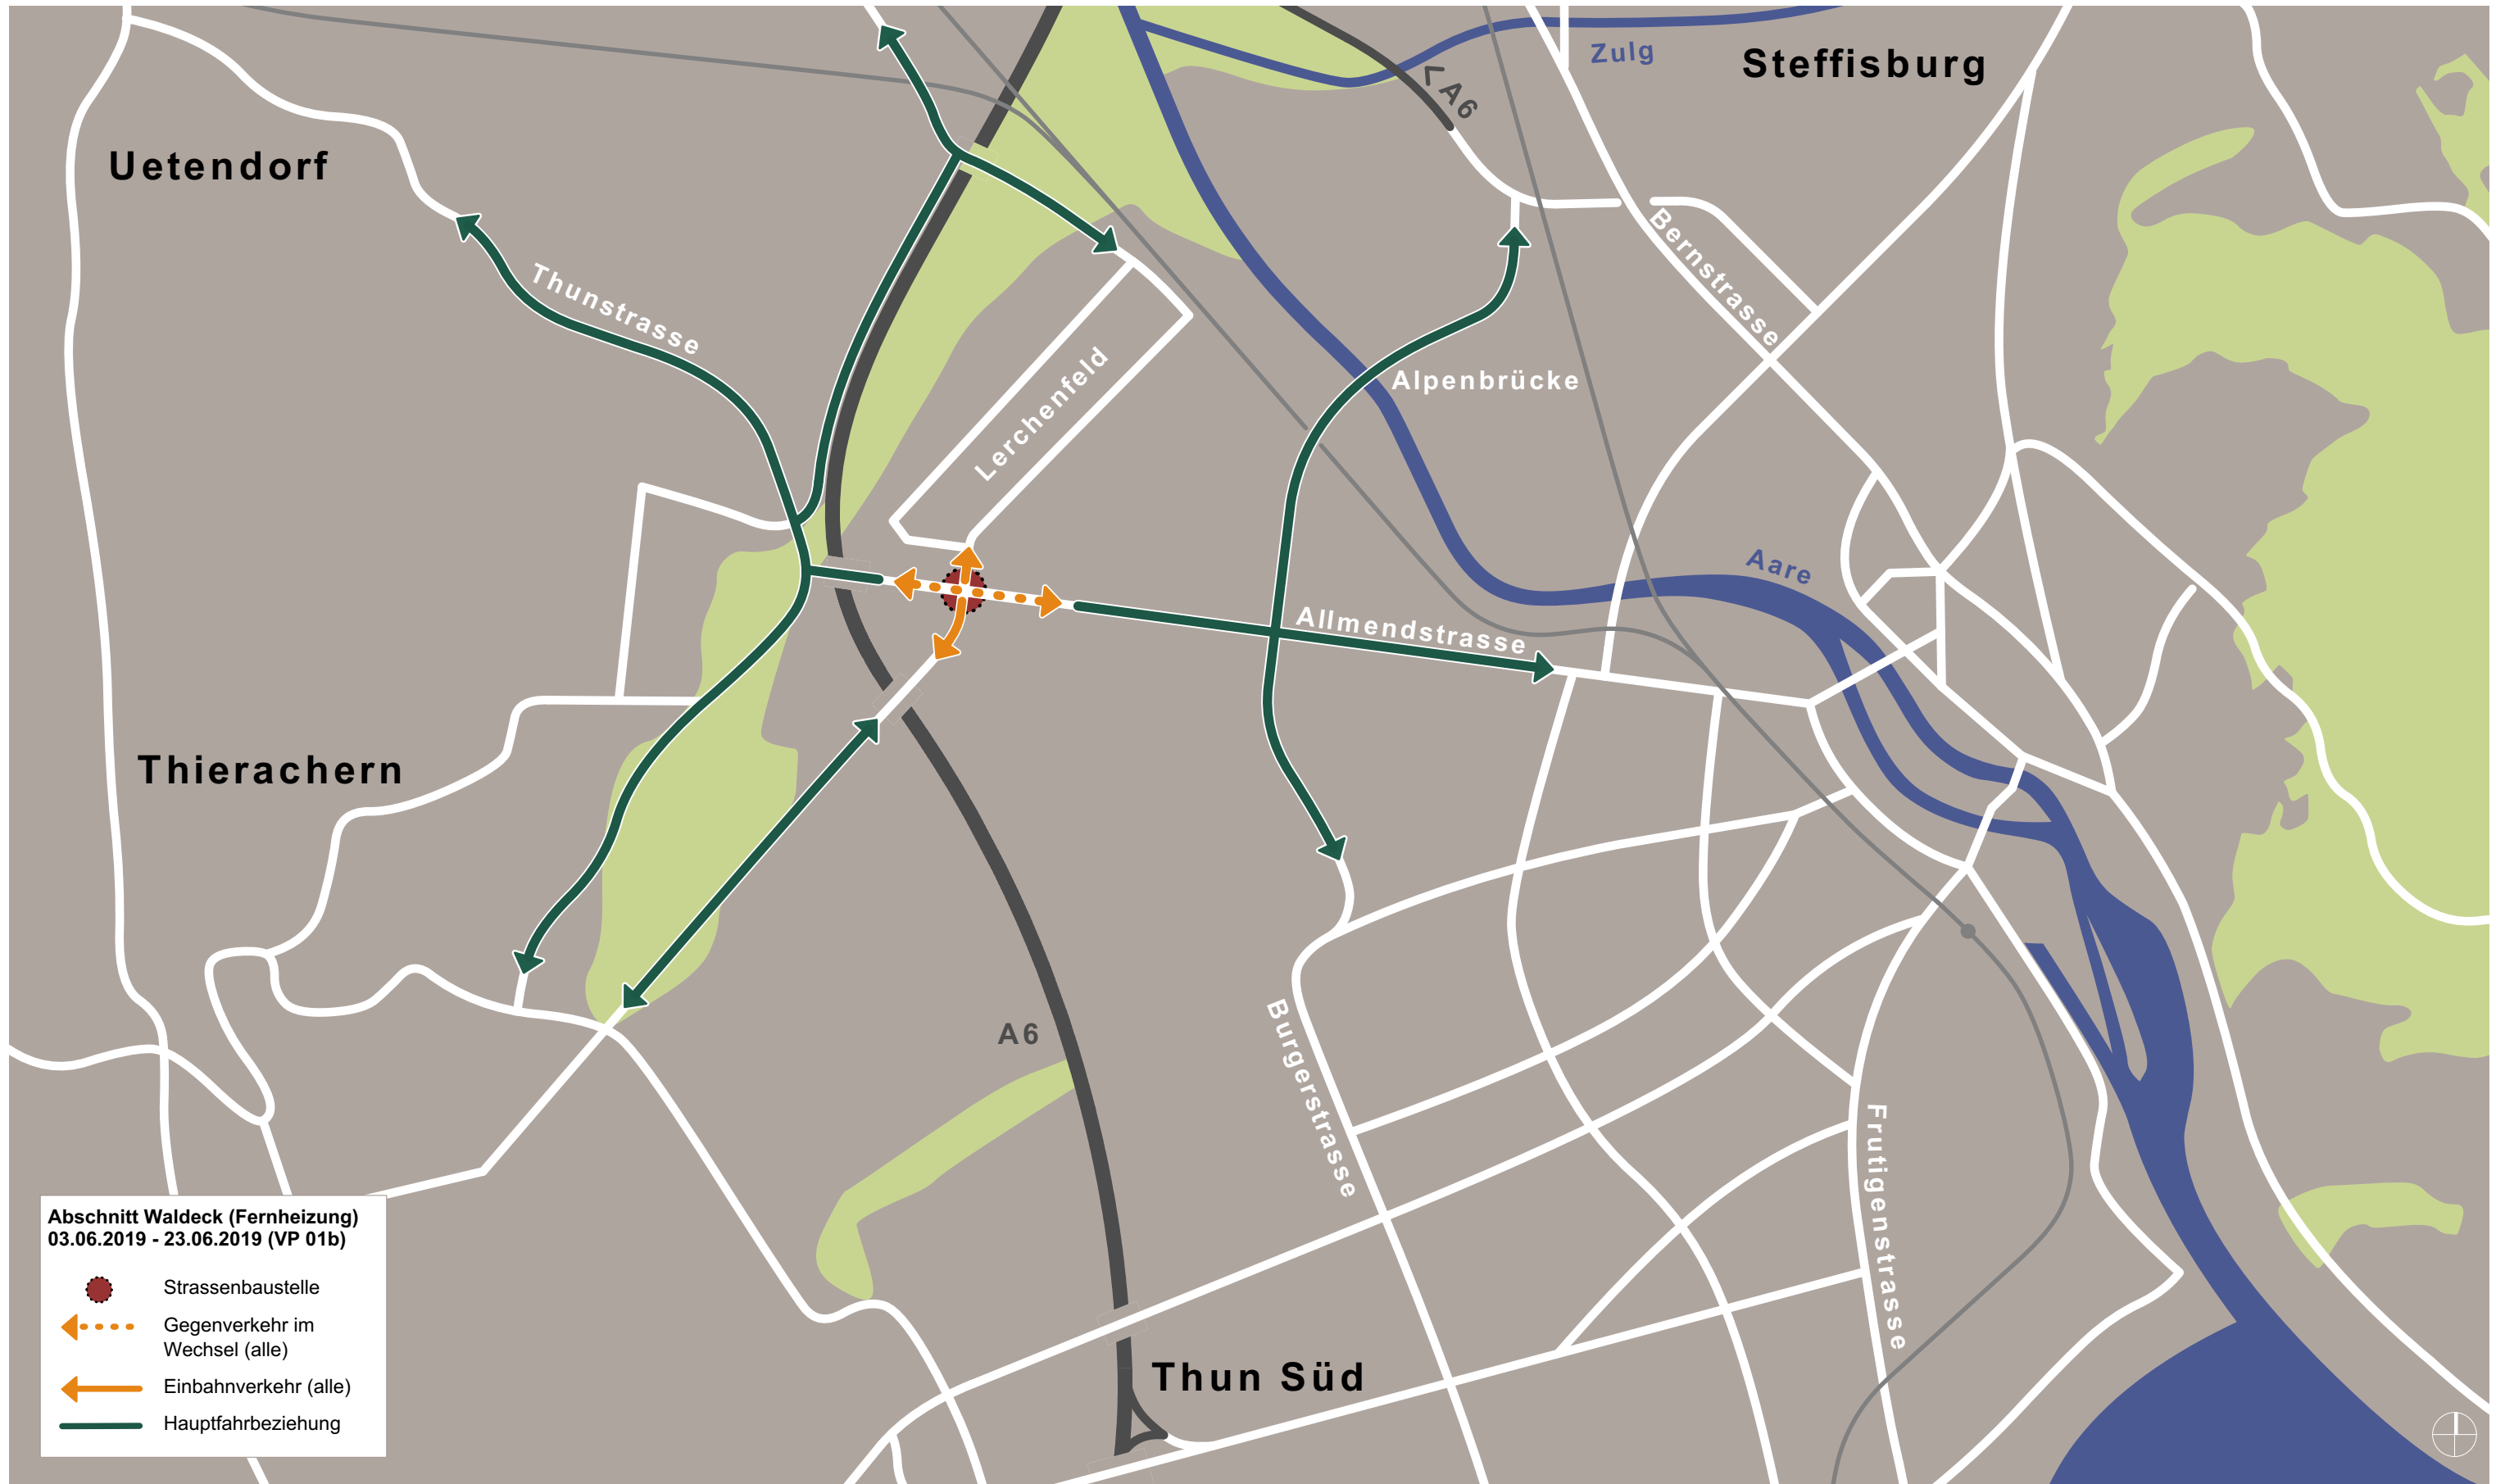 Zulg
Steffisburg
< A6
Uetendorf
Bernstrasse
Thunstrasse
Lerchenfeld
Alpenbrücke
Aare
Allmendstrasse
Thierachern
A6
Burgerstrasse
Frutigenstrasse
Thun Süd
Abschnitt Waldeck (Fernheizung)
03.06.2019 - 23.06.2019 (VP 01b)
Strassenbaustelle
Gegenverkehr im
Wechsel (alle)
Einbahnverkehr (alle)
Hauptfahrbeziehung